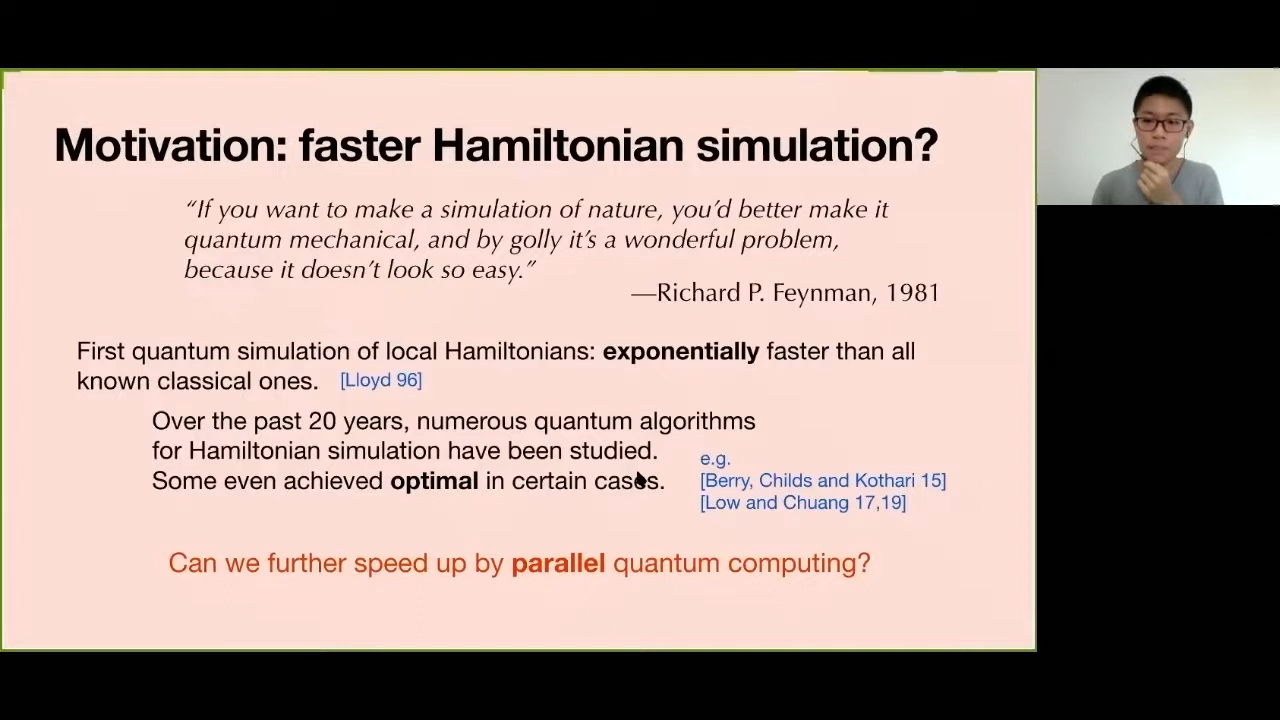 Motivation: faster Hamiltonian simulation?
“If you want to make a simulation of nature, you’d better make it
quantum mechanical, and by golly it’s a wonderful problem,
because it doesn’t look so easy.”
—Richard P. Feynman, 1981
First quantum simulation of local Hamiltonians: exponentially faster than all
known classical ones. [Lloyd 96]
Over the past 20 years, numerous quantum algorithms
for Hamiltonian simulation have been studied.
Some even achieved optimal in certain cases.
e.g.
[Berry, Childs and Kothari 15]
[Low and Chuang 17,19]
Can we further speed up by parallel quantum computing?